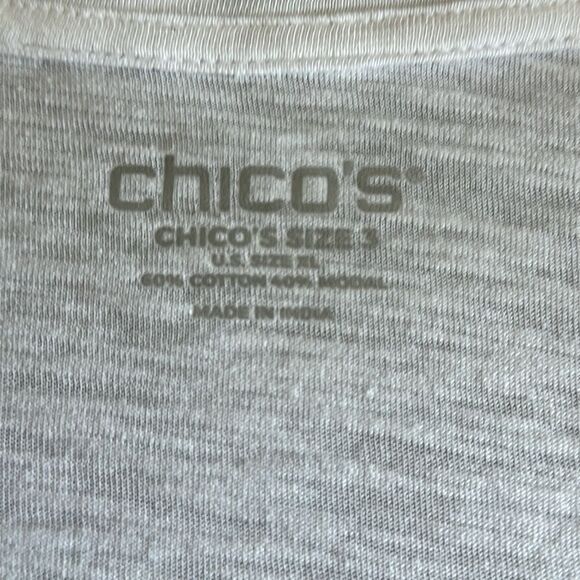 chico's®
CHICO'S SIZE 3
U.S. SIZE XL
60% COTTON 40% MODAL
MADE IN INDIA